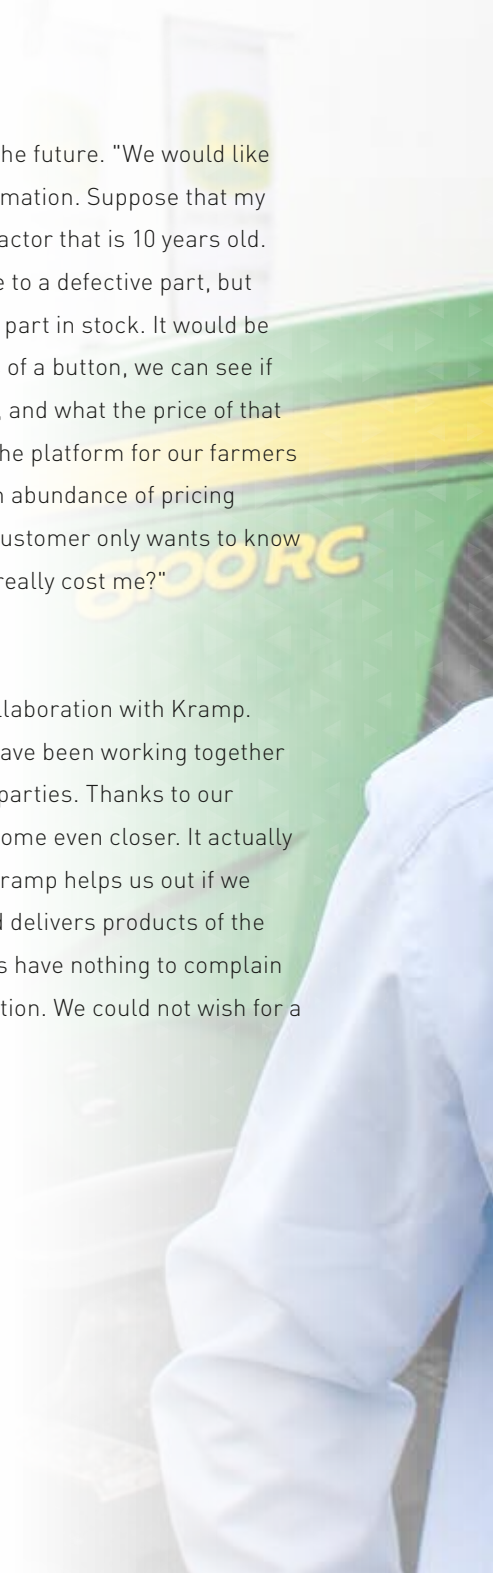 he future. "We would like
mation. Suppose that my
actor that is 10 years old.
e to a defective part, but
part in stock. It would be
of a button, we can see if
, and what the price of that
he platform for our farmers
n abundance of pricing
ustomer only wants to know
really cost me?"
llaboration with Kramp.
ave been working together
parties. Thanks to our
ome even closer. It actually
ramp helps us out if we
d delivers products of the
s have nothing to complain
tion. We could not wish for a
6100RC